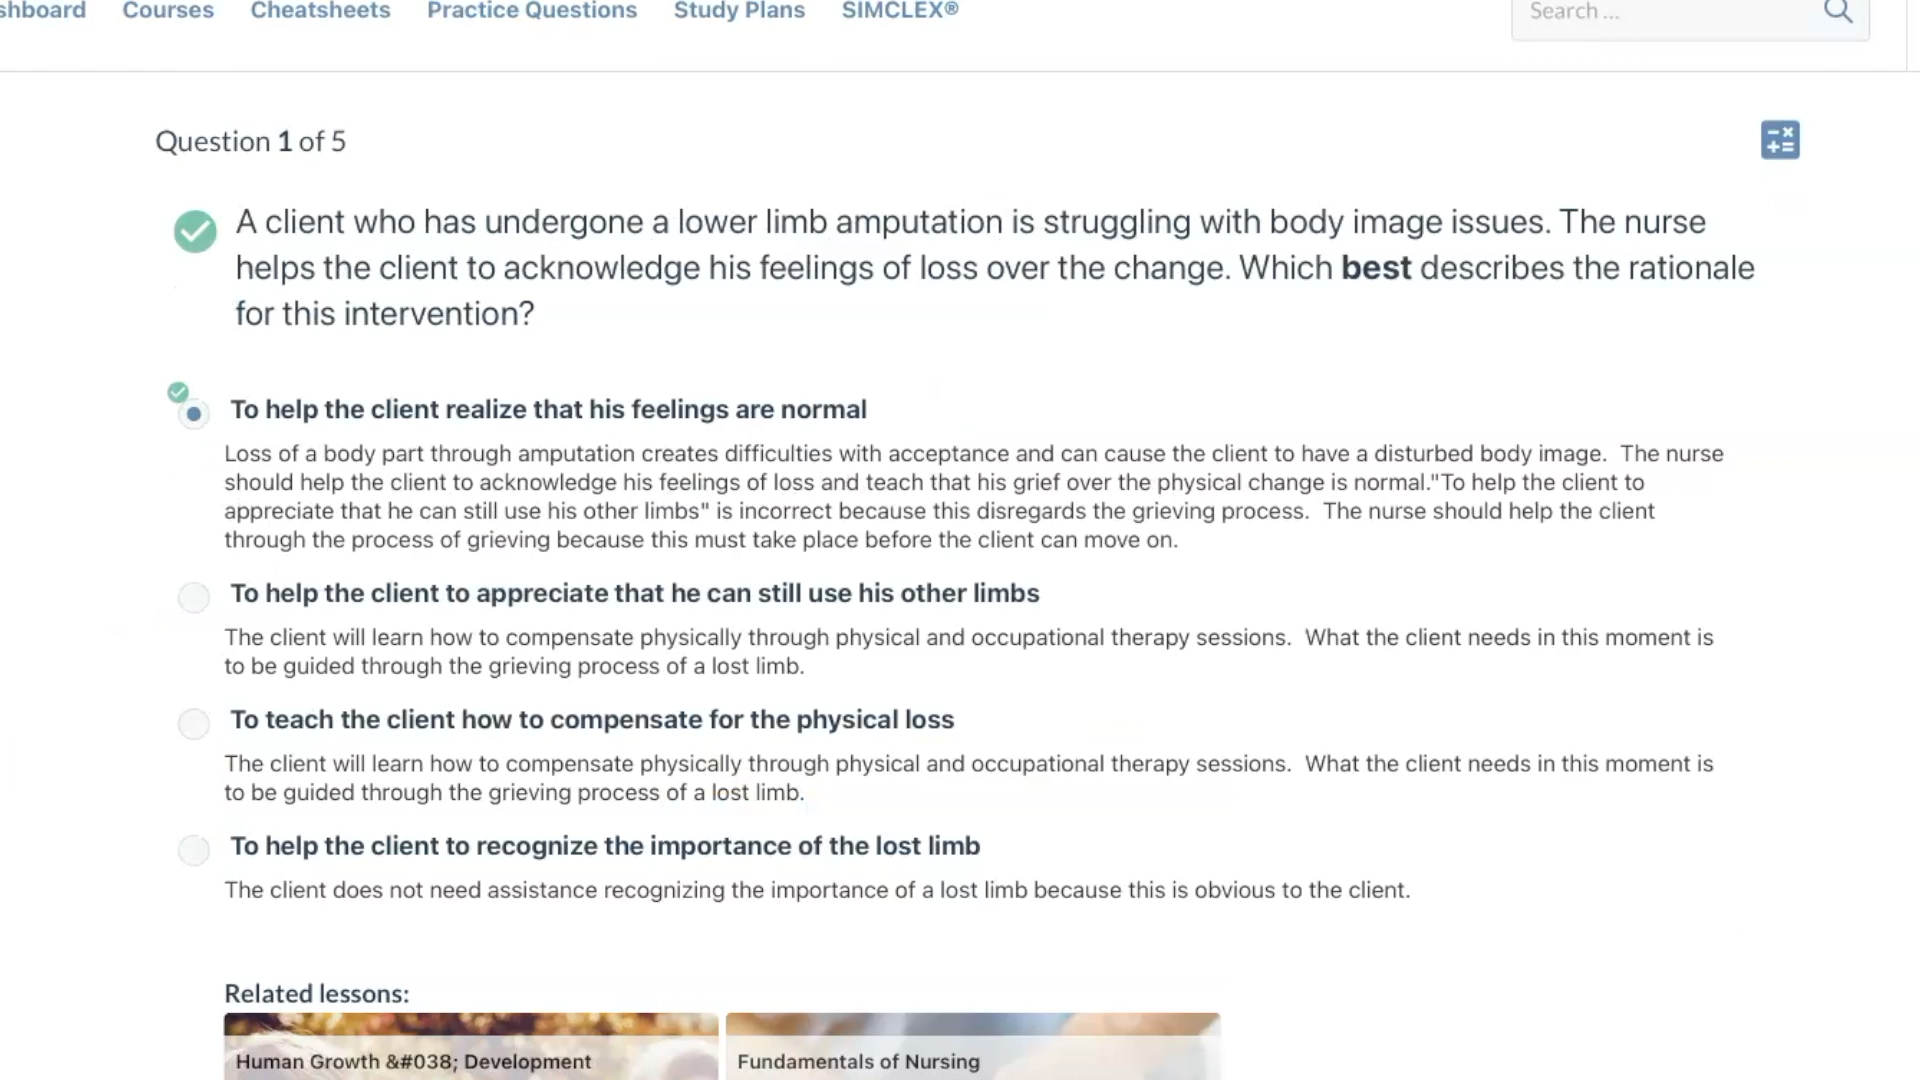 shboard Courses Cheatsheets Practice Questions Study Plans SIMCLEX® Search ...
Question 1 of 5
A client who has undergone a lower limb amputation is struggling with body image issues. The nurse
helps the client to acknowledge his feelings of loss over the change. Which best describes the rationale
for this intervention?
To help the client realize that his feelings are normal
Loss of a body part through amputation creates difficulties with acceptance and can cause the client to have a disturbed body image. The nurse
should help the client to acknowledge his feelings of loss and teach that his grief over the physical change is normal."To help the client to
appreciate that he can still use his other limbs" is incorrect because this disregards the grieving process. The nurse should help the client
through the process of grieving because this must take place before the client can move on.
To help the client to appreciate that he can still use his other limbs
The client will learn how to compensate physically through physical and occupational therapy sessions. What the client needs in this moment is
to be guided through the grieving process of a lost limb.
To teach the client how to compensate for the physical loss
The client will learn how to compensate physically through physical and occupational therapy sessions. What the client needs in this moment is
to be guided through the grieving process of a lost limb.
To help the client to recognize the importance of the lost limb
The client does not need assistance recognizing the importance of a lost limb because this is obvious to the client.
Related lessons:
Human Growth &#038; Development
Fundamentals of Nursing